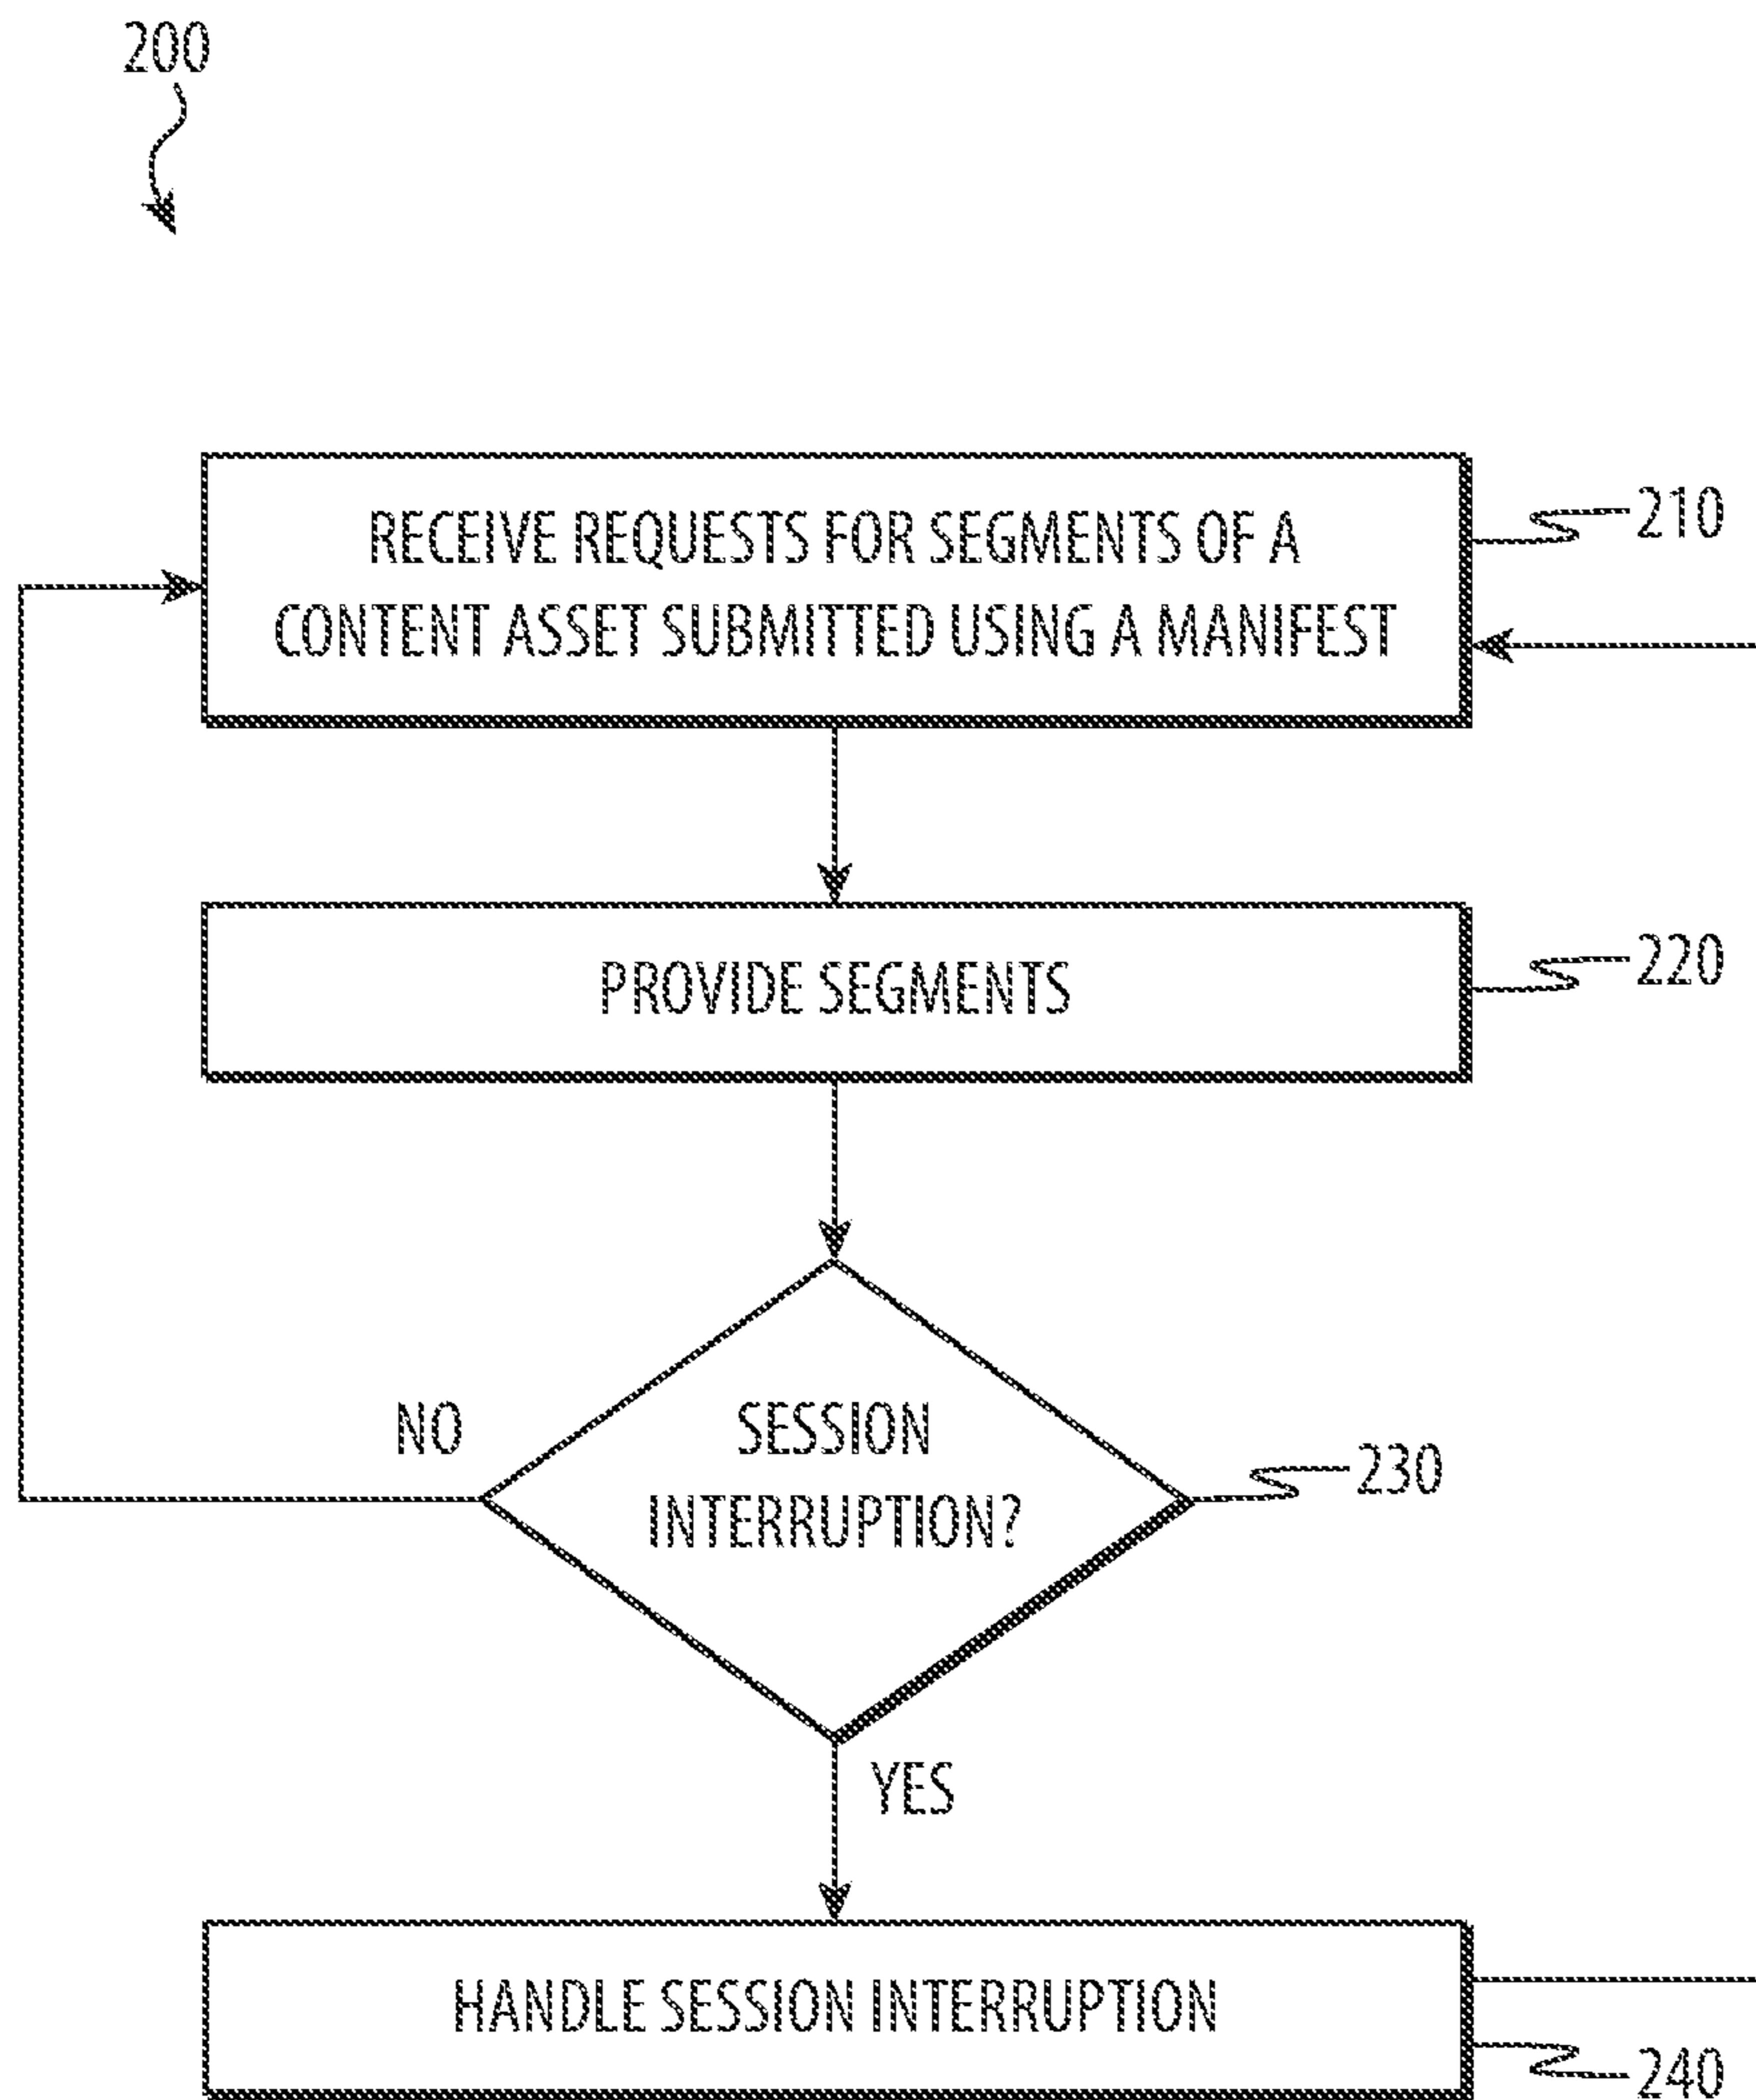 200
RECEIVE REQUESTS FOR SEGMENTS OF A
CONTENT ASSET SUBMITTED USING A MANIFEST
210
PROVIDE SEGMENTS
220
NO
SESSION
INTERRUPTION?
230
YES
HANDLE SESSION INTERRUPTION
240